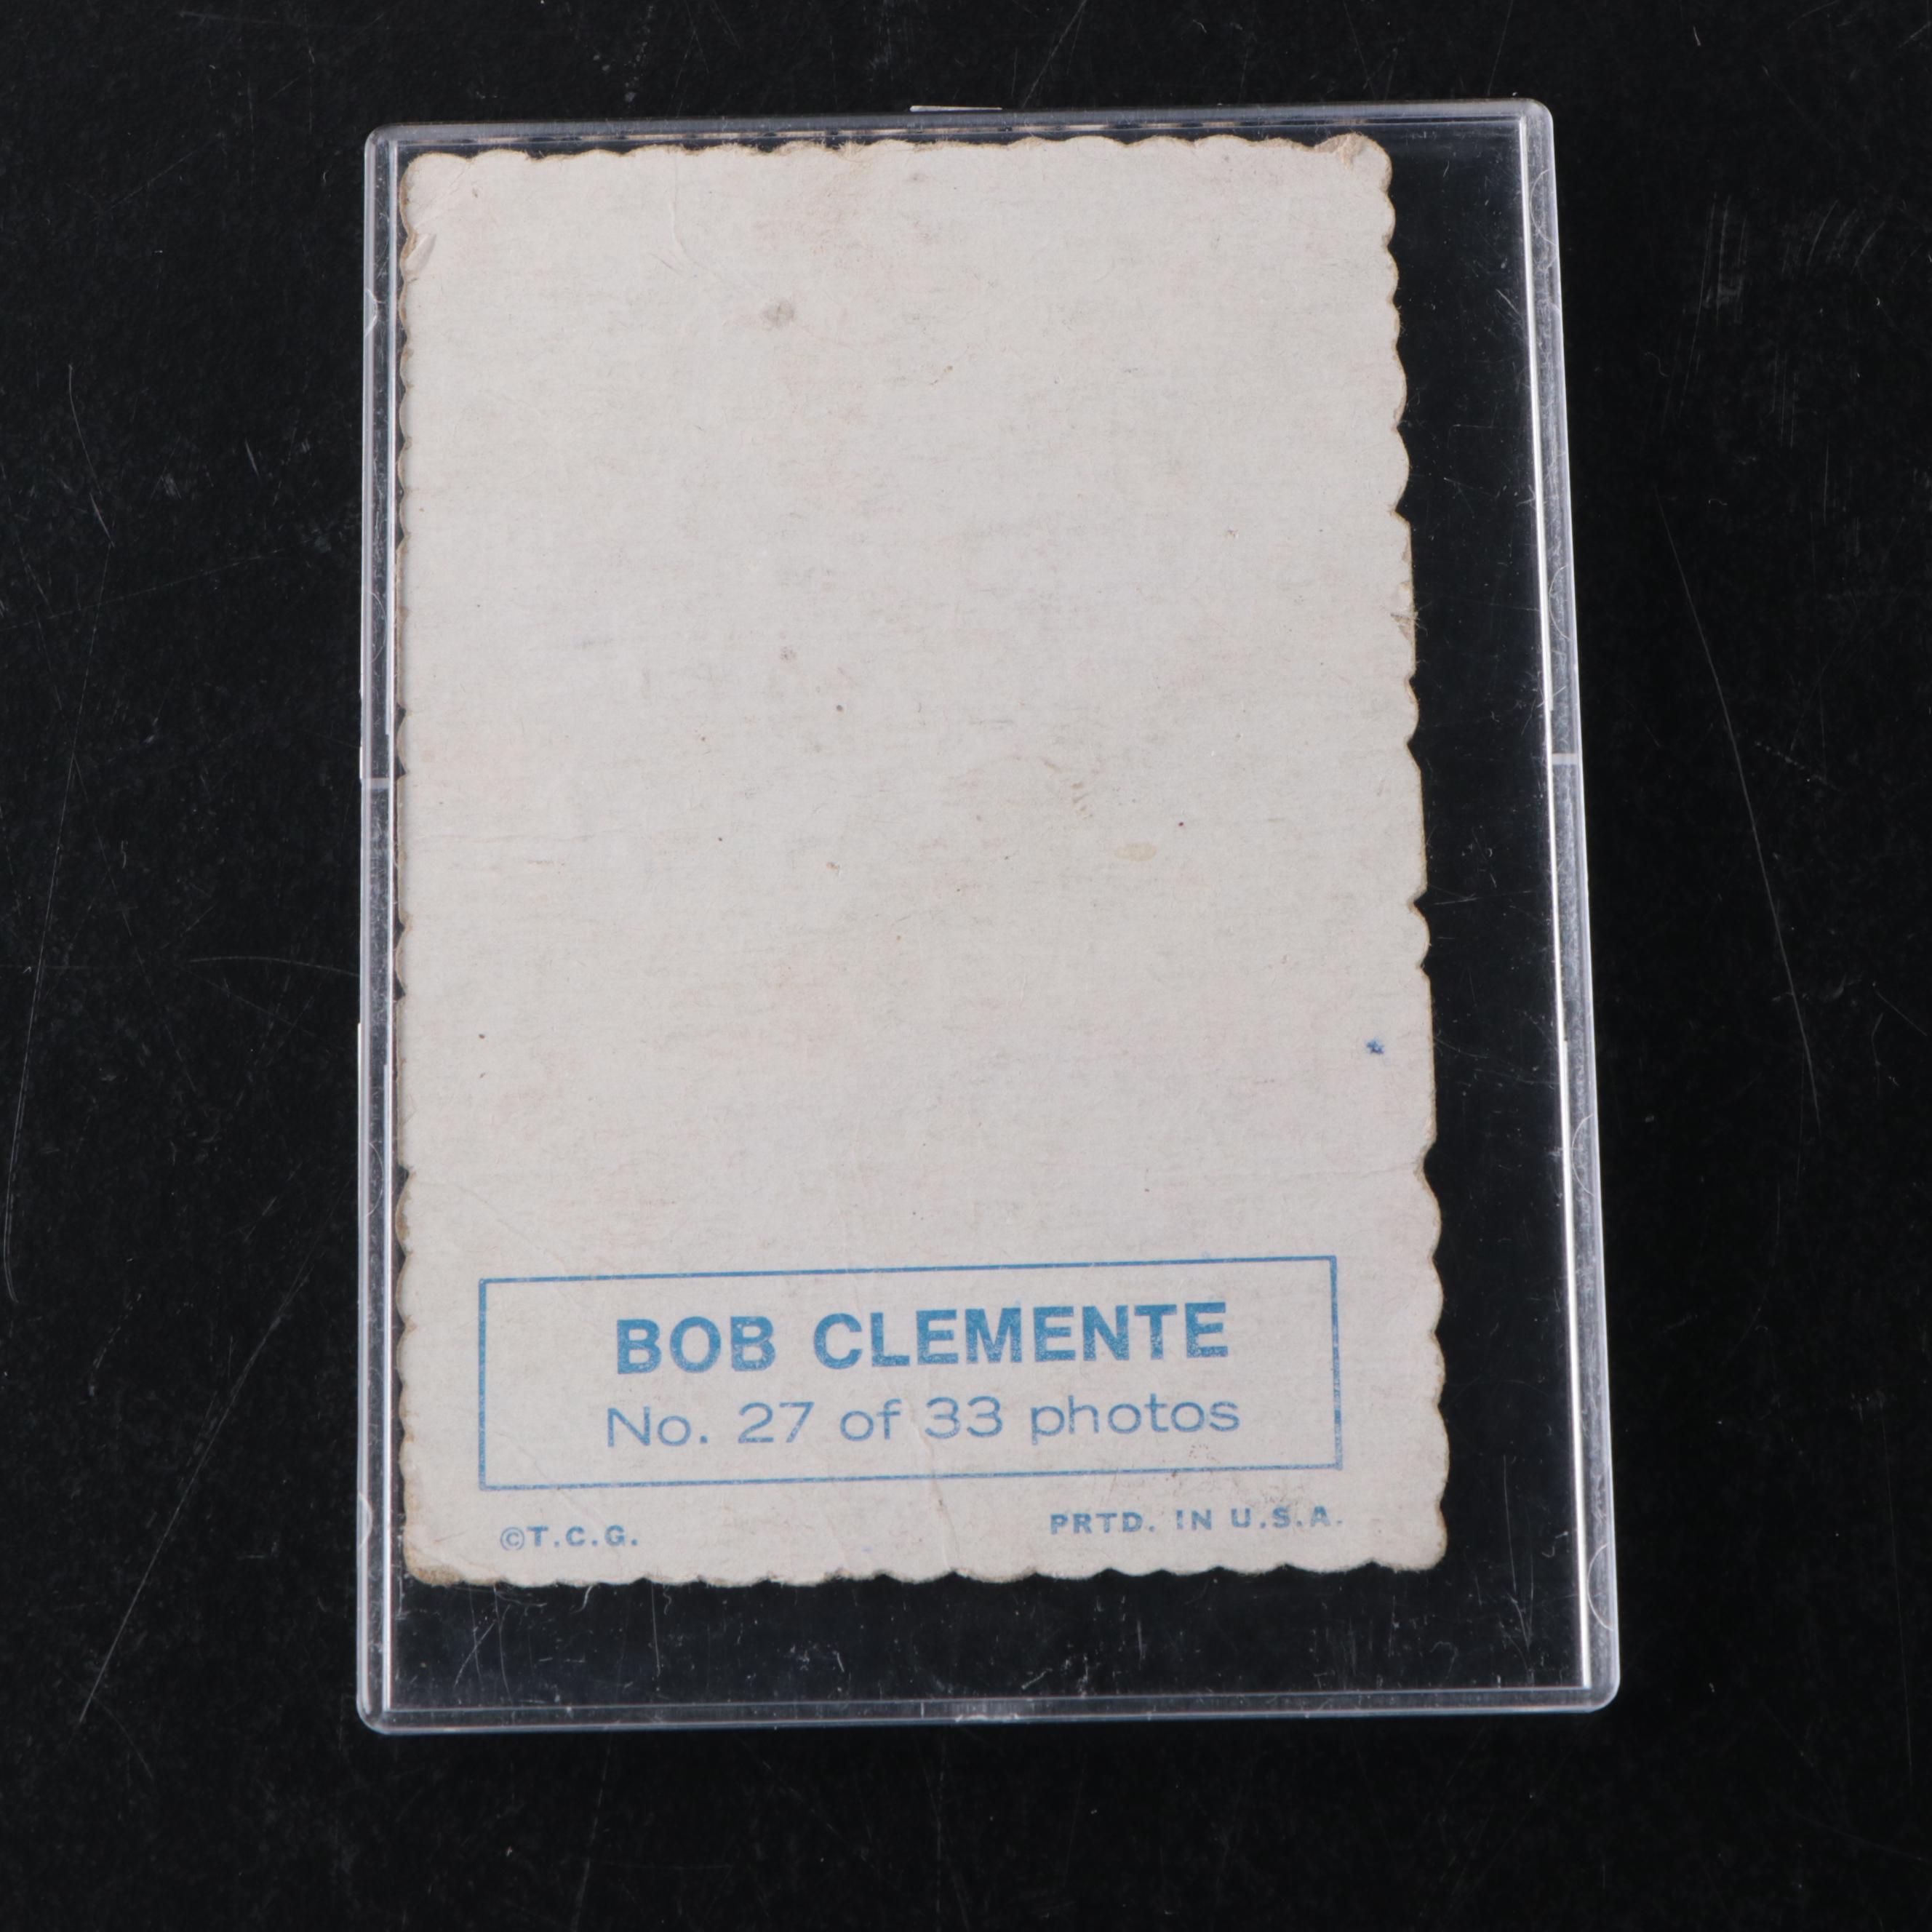 BOB CLEMENTE
No. 27 of 33 photos
©T.C.G.
PRTD. IN U.S.A.